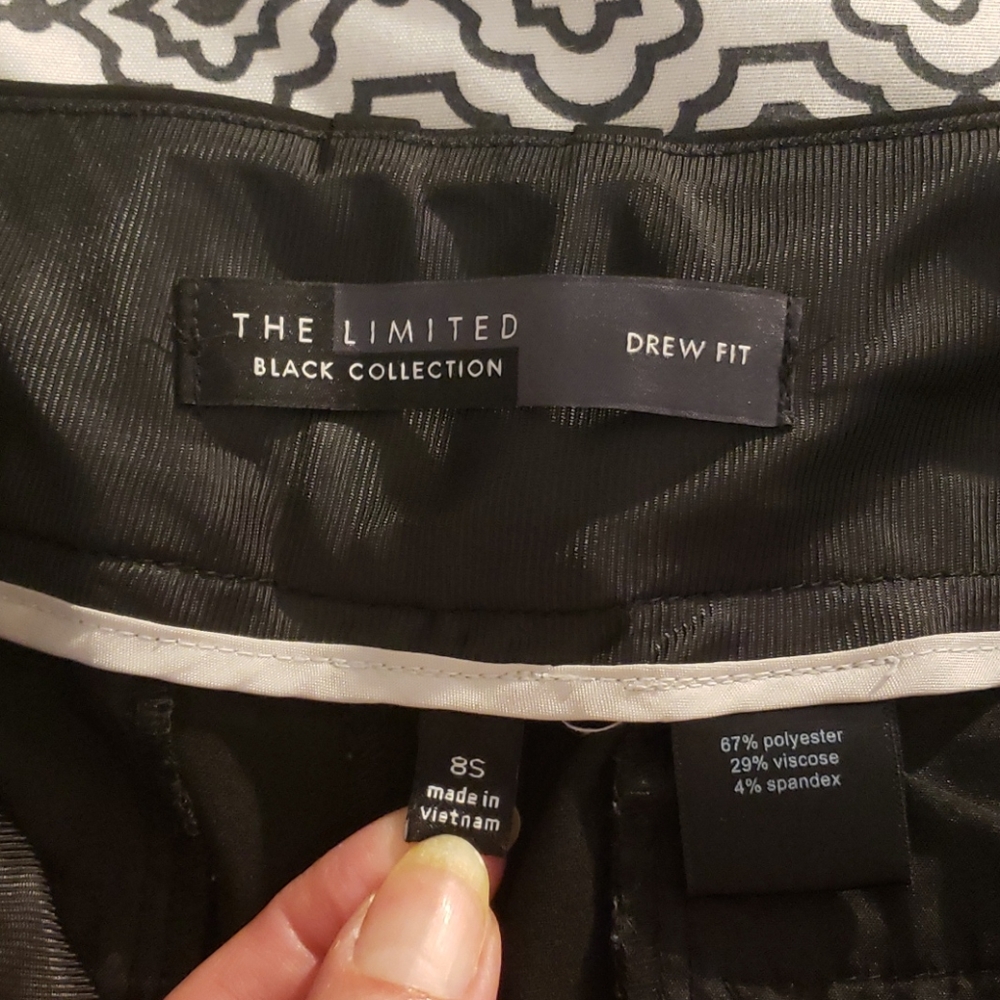 THE LIMITED
BLACK COLLECTION
DREW FIT
8S
made in
vietnam
67% polyester
29% viscose
4% spandex